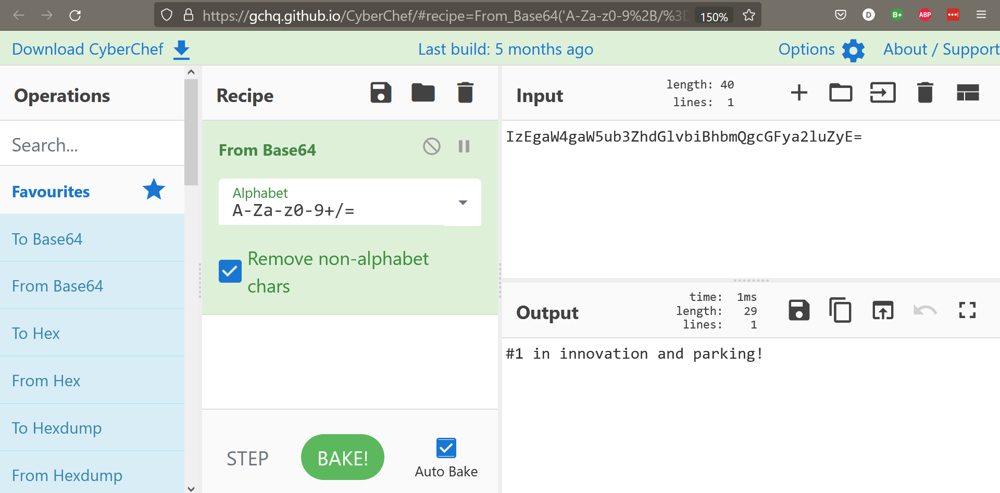 https://gchq.github.io/CyberChef/#recipe=From_Base64('A-Za-z0-9%2B/%3D
150%
D
B+
ABP
Download CyberChef
Last build: 5 months ago
Options
About / Support
Operations
Search...
Favourites
To Base64
From Base64
To Hex
From Hex
To Hexdump
From Hexdump
Recipe
From Base64
Alphabet
A-Za-z0-9+/=
Remove non-alphabet
chars
STEP
BAKE!
Auto Bake
Input
length: 40
lines: 1
IzEgaW4gaW5ub3ZhdGlvbiBhbmQgcGFya2luZyE=
Output
time: 1ms
length: 29
lines: 1
#1 in innovation and parking!